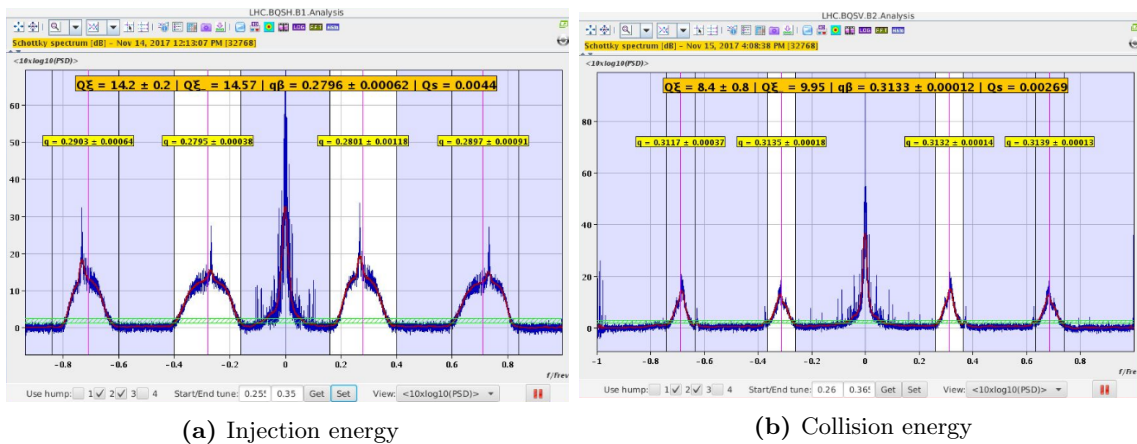 LHC.BQSH.B1.Analysis
Schottky spectrum [dB] - Nov 14, 2017 12:13:07 PM [32768]
<10xlog10(PSD)>
Qξ = 14.2 ± 0.2 | Qξ_ = 14.57 | qβ = 0.2796 ± 0.00062 | Qs = 0.0044
q = 0.2903 ± 0.00064 q = 0.2795 ± 0.00038 q = 0.2801 ± 0.00118 q = 0.2897 ± 0.00091
60
50
40
30
20
10
0
-0.8 -0.6 -0.4 -0.2 0 0.2 0.4 0.6 0.8
f/frev
Use hump: 1 2 3 4 Start/End tune: 0.255 0.35 Get Set View: <10xlog10(PSD)>
(a) Injection energy
LHC.BQSV.B2.Analysis
Schottky spectrum [dB] - Nov 15, 2017 4:08:38 PM [32768]
<10xlog10(PSD)>
Qξ = 8.4 ± 0.8 | Qξ_ = 9.95 | qβ = 0.3133 ± 0.00012 | Qs = 0.00269
q = 0.3117 ± 0.00037 q = 0.3135 ± 0.00018 q = 0.3132 ± 0.00014 q = 0.3139 ± 0.00013
80
60
40
20
0
-1 -0.8 -0.6 -0.4 -0.2 0 0.2 0.4 0.6 0.8
f/frev
Use hump: 1 2 3 4 Start/End tune: 0.26 0.365 Get Set View: <10xlog10(PSD)>
(b) Collision energy